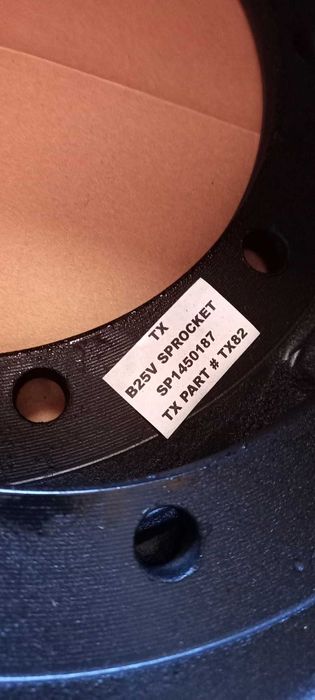 TX
B25V SPROCKET
SP1450187
TX PART # TX82